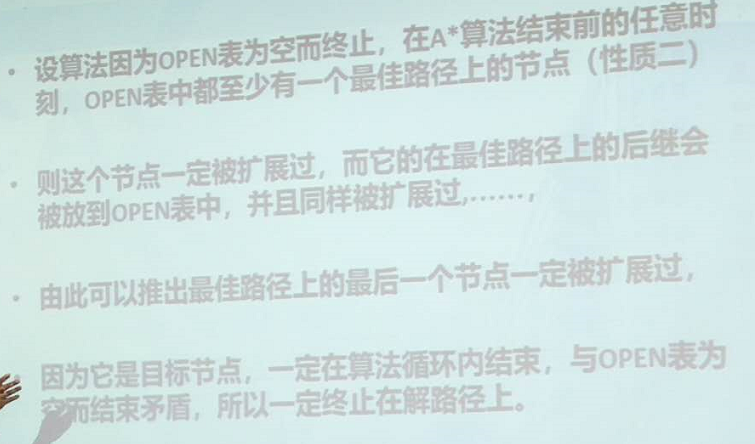 • 设算法因为OPEN表为空而终止，在A*算法结束前的任意时
刻，OPEN表中都至少有一个最佳路径上的节点（性质二）
• 则这个节点一定被扩展过，而它的在最佳路径上的后继会
被放到OPEN表中，并且同样被扩展过,……，
• 由此可以推出最佳路径上的最后一个节点一定被扩展过，
• 因为它是目标节点，一定在算法循环内结束，与OPEN表为
空而结束矛盾，所以一定终止在解路径上。